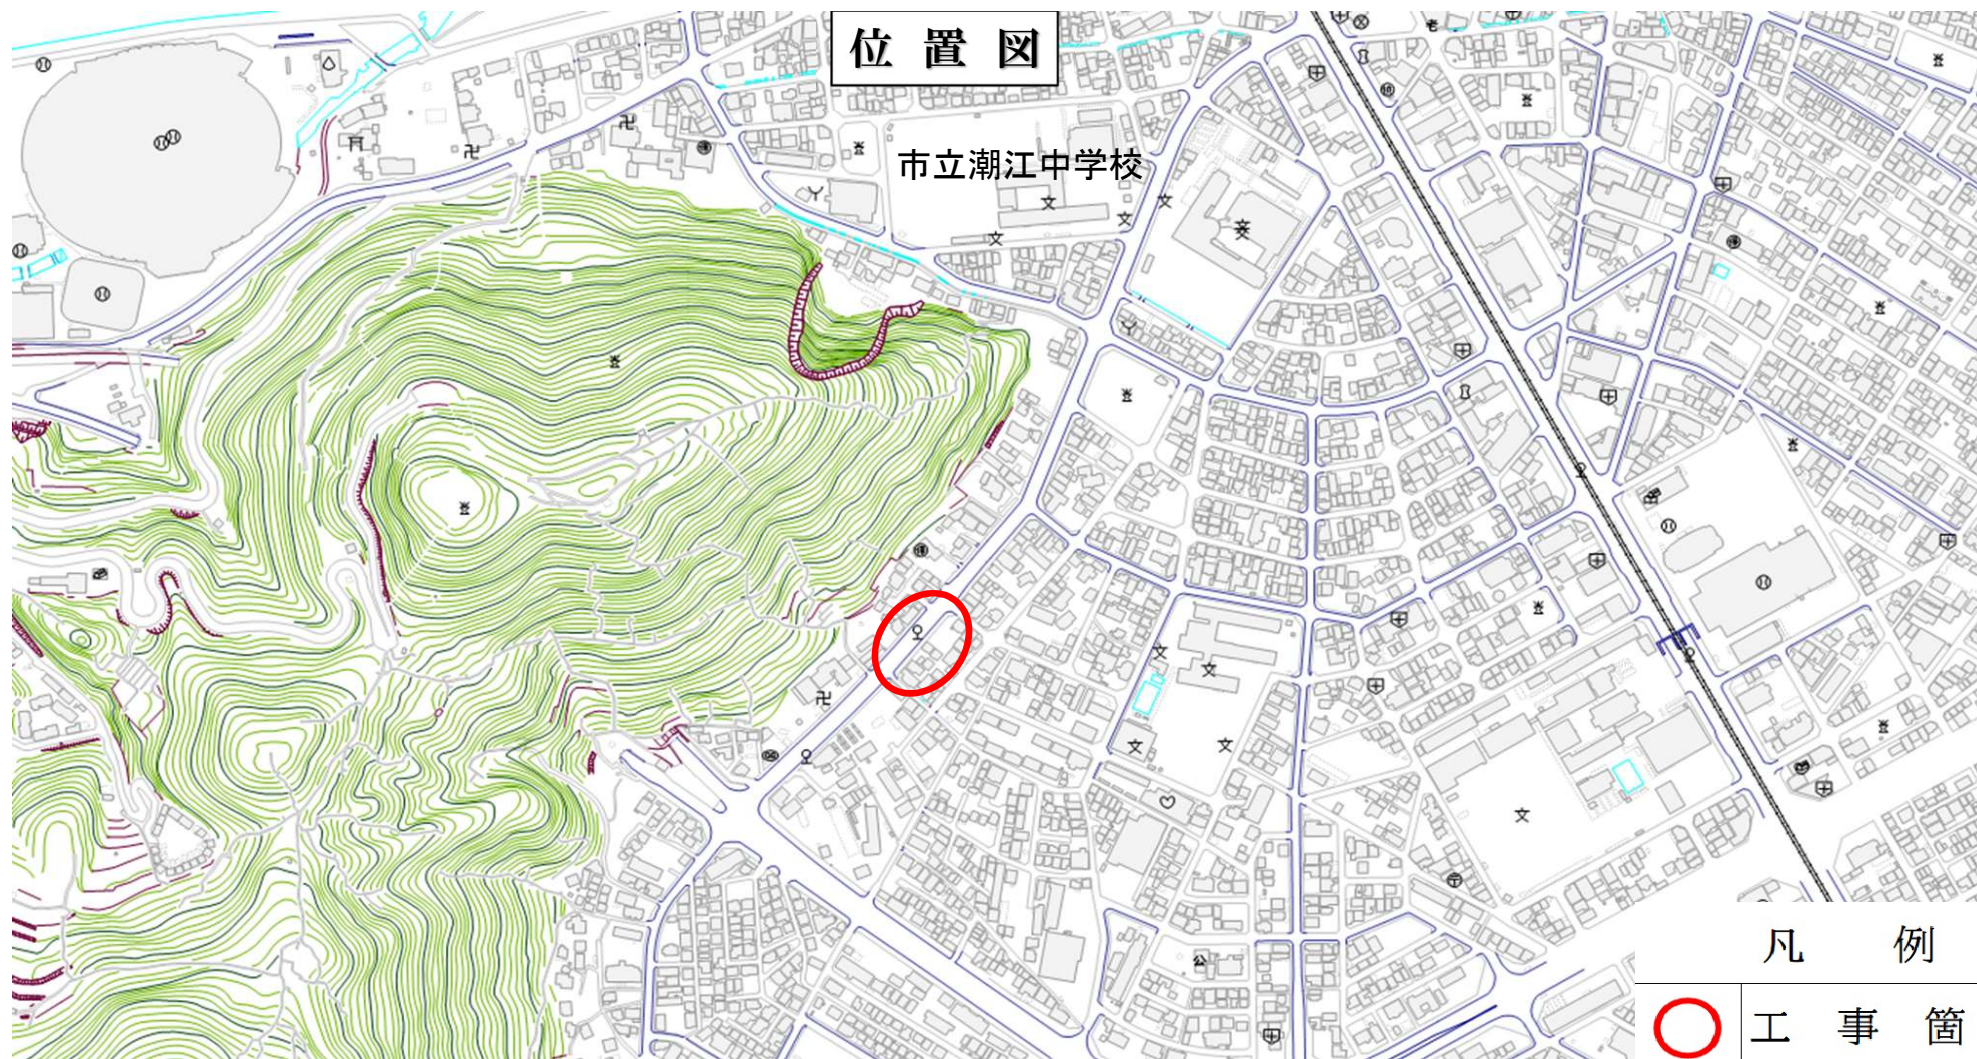 位置図
市立潮江中学校
凡例
工事箇